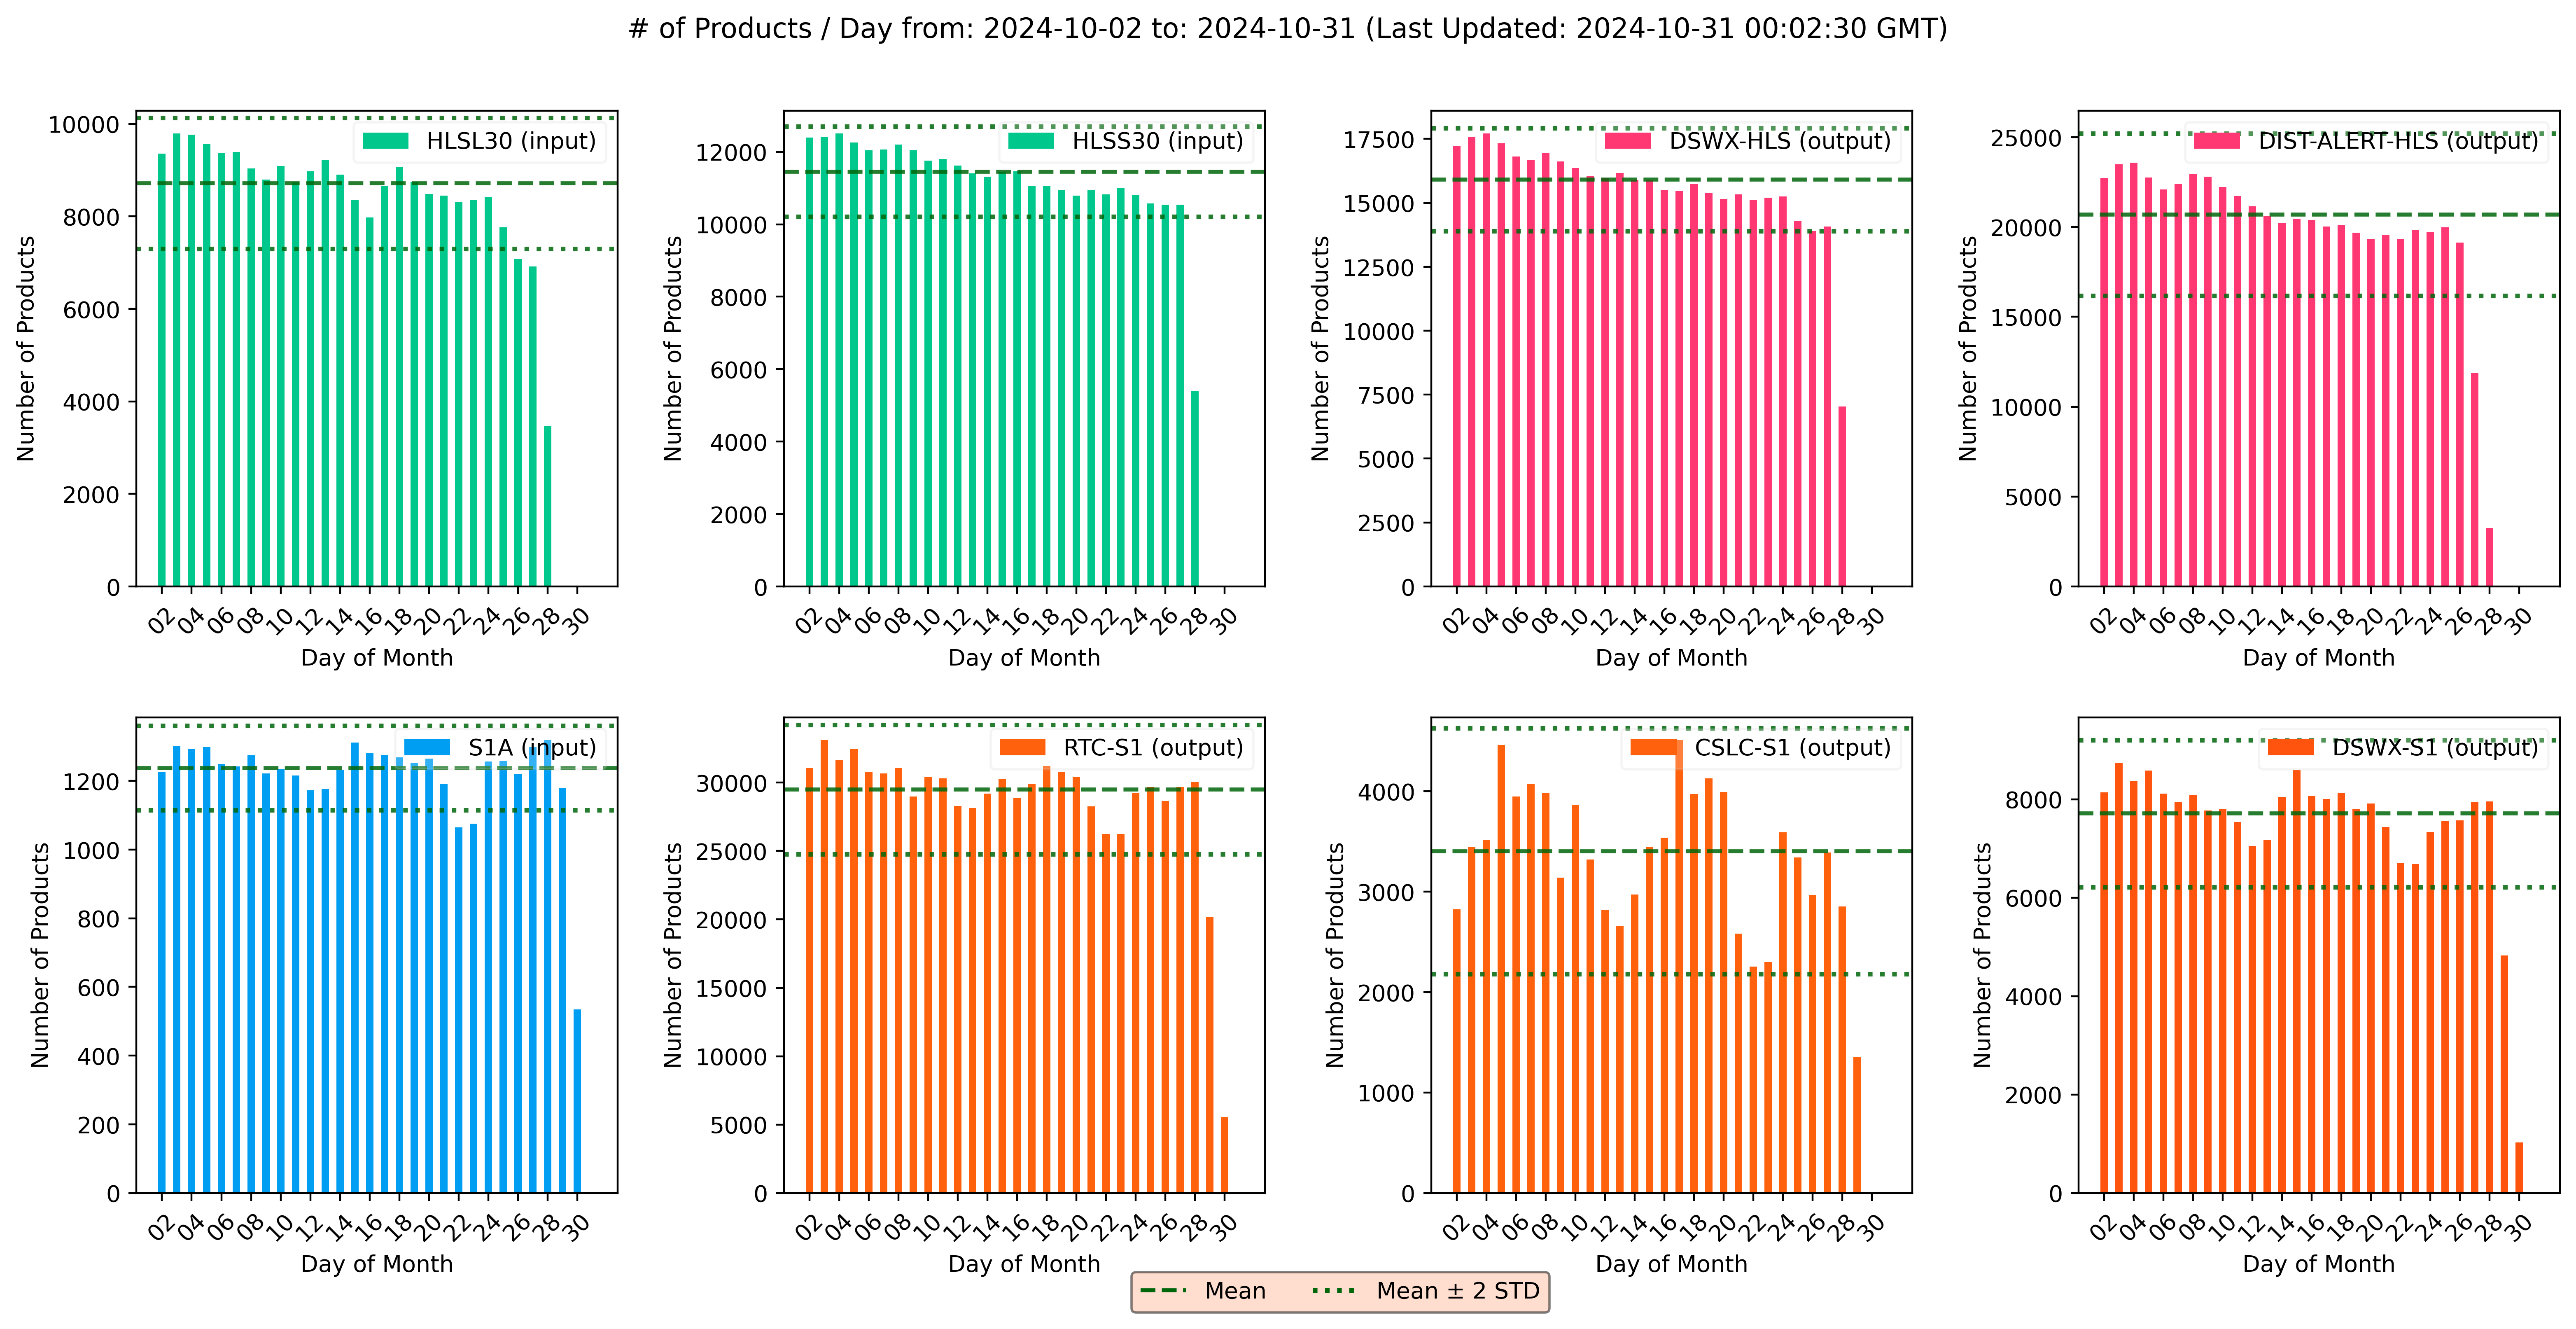 # of Products / Day from: 2024-10-02 to: 2024-10-31 (Last Updated: 2024-10-31 00:02:30 GMT)
HLSL30 (input)
Number of Products
10000
8000
6000
4000
2000
0
02 04 06 08 10 12 14 16 18 20 22 24 26 28 30
Day of Month
HLSS30 (input)
Number of Products
12000
10000
8000
6000
4000
2000
0
02 04 06 08 10 12 14 16 18 20 22 24 26 28 30
Day of Month
DSWX-HLS (output)
Number of Products
17500
15000
12500
10000
7500
5000
2500
0
02 04 06 08 10 12 14 16 18 20 22 24 26 28 30
Day of Month
DIST-ALERT-HLS (output)
Number of Products
25000
20000
15000
10000
5000
0
02 04 06 08 10 12 14 16 18 20 22 24 26 28 30
Day of Month
S1A (input)
Number of Products
1200
1000
800
600
400
200
0
02 04 06 08 10 12 14 16 18 20 22 24 26 28 30
Day of Month
RTC-S1 (output)
Number of Products
30000
25000
20000
15000
10000
5000
0
02 04 06 08 10 12 14 16 18 20 22 24 26 28 30
Day of Month
CSLC-S1 (output)
Number of Products
4000
3000
2000
1000
0
02 04 06 08 10 12 14 16 18 20 22 24 26 28 30
Day of Month
DSWX-S1 (output)
Number of Products
8000
6000
4000
2000
0
02 04 06 08 10 12 14 16 18 20 22 24 26 28 30
Day of Month
Mean
Mean ± 2 STD